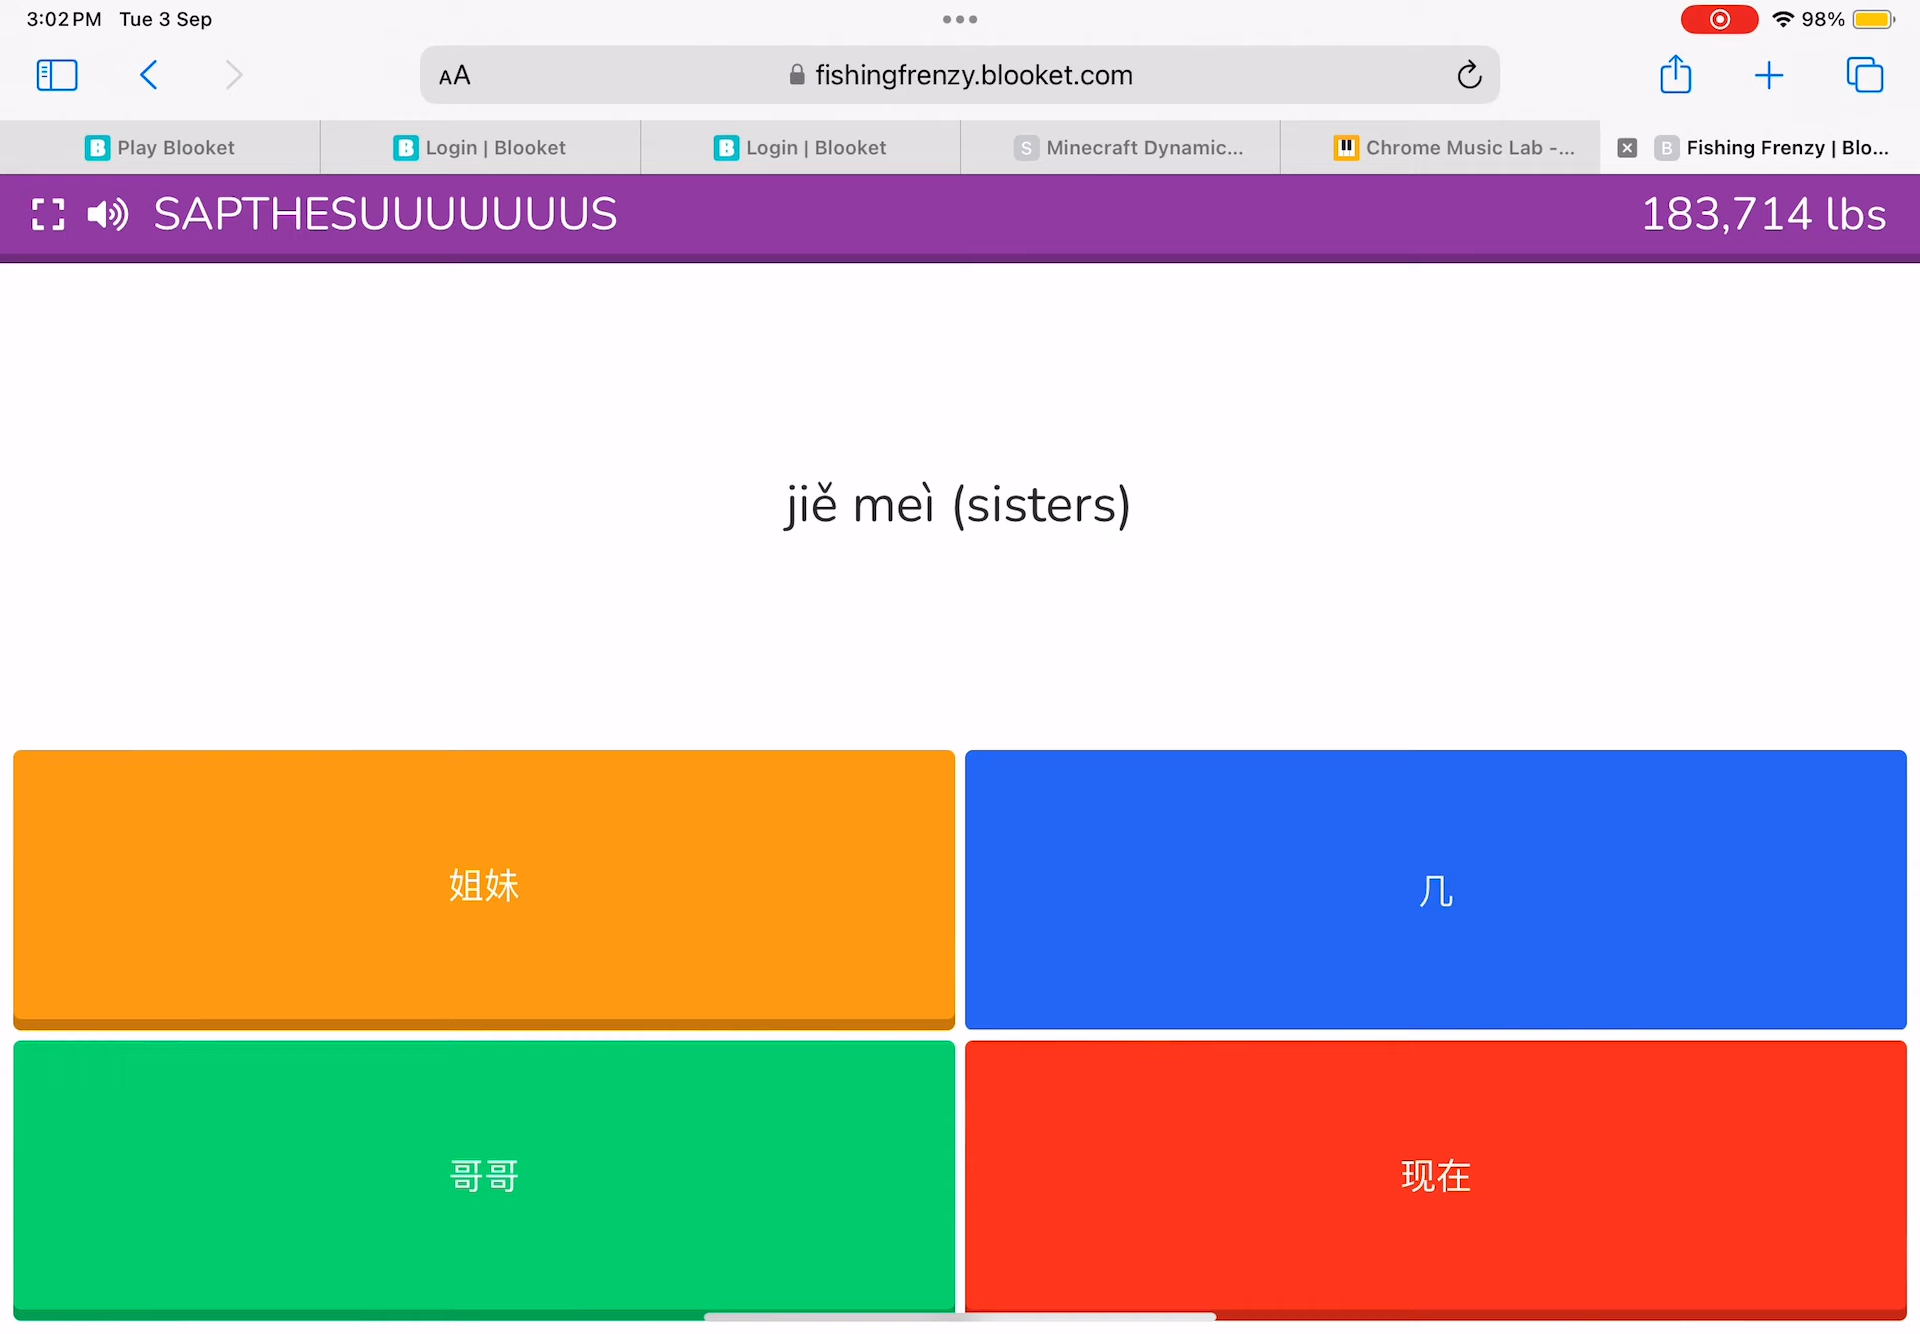 3:02 PM Tue 3 Sep
98%
AA fishingfrenzy.blooket.com
Play Blooket
Login | Blooket
Login | Blooket
Minecraft Dynamic...
Chrome Music Lab -...
Fishing Frenzy | Blo...
SAPTHESUUUUUUUS
183,714 lbs
jiě meì (sisters)
姐妹
几
哥哥
现在